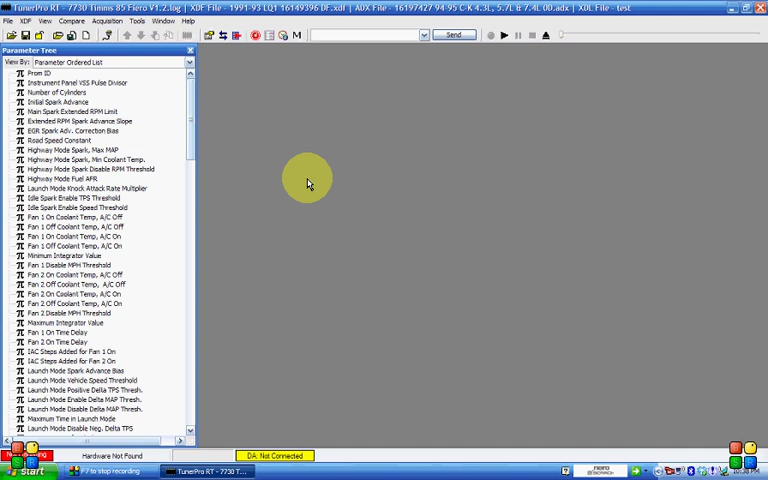 TunerPro RT - 7730 Timms 85 Fiero V1.2.log | XDF File - 1991-93 LQ1 16149396 DF.xdf | ADX File - 16197427 94-95 C-K 4.3L, 5.7L & 7.4L 0D.adx | XDL File - test
File XDF View Compare Acquisition Tools Window Help
M Send
Parameter Tree
View By: Parameter Ordered List
Prom ID
Instrument Panel VSS Pulse Divisor
Number of Cylinders
Initial Spark Advance
Main Spark Extended RPM Limit
Extended RPM Spark Advance Slope
EGR Spark Adv. Correction Bias
Road Speed Constant
Highway Mode Spark, Max MAP
Highway Mode Spark, Min Coolant Temp.
Highway Mode Spark Disable RPM Threshold
Highway Mode Fuel AFR
Launch Mode Knock Attack Rate Multiplier
Idle Spark Enable TPS Threshold
Idle Spark Enable Speed Threshold
Fan 1 On Coolant Temp, A/C Off
Fan 1 Off Coolant Temp, A/C Off
Fan 1 On Coolant Temp, A/C On
Fan 1 Off Coolant Temp, A/C On
Minimum Integrator Value
Fan 1 Disable MPH Threshold
Fan 2 On Coolant Temp, A/C Off
Fan 2 Off Coolant Temp, A/C Off
Fan 2 On Coolant Temp, A/C On
Fan 2 Off Coolant Temp, A/C On
Fan 2 Disable MPH Threshold
Maximum Integrator Value
Fan 1 On Time Delay
Fan 2 On Time Delay
IAC Steps Added for Fan 1 On
IAC Steps Added for Fan 2 On
Launch Mode Spark Advance Bias
Launch Mode Vehicle Speed Threshold
Launch Mode Positive Delta TPS Thresh.
Launch Mode Enable Delta MAP Thresh.
Launch Mode Disable Delta MAP Thresh.
Maximum Time in Launch Mode
Launch Mode Disable Neg. Delta TPS
Hardware Not Found
DA: Not Connected
start
F7 to stop recording
TunerPro RT - 7730 T...
nero
SEARCH